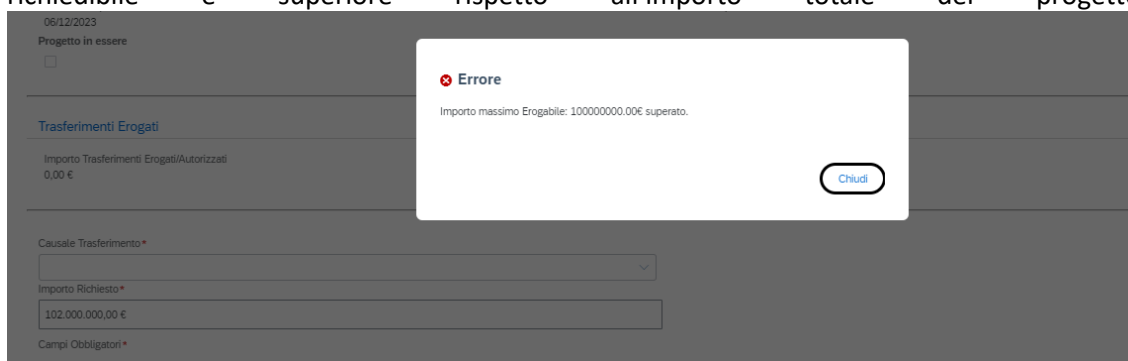 richiedibile è superiore rispetto all'importo totale del progetto
06/12/2023
Progetto in essere
Errore
Importo massimo Erogabile: 100000000.00€ superato.
Chiudi
Trasferimenti Erogati
Importo Trasferimenti Erogati/Autorizzati
0,00 €
Causale Trasferimento*
Importo Richiesto*
102.000.000,00 €
Campi Obbligatori*